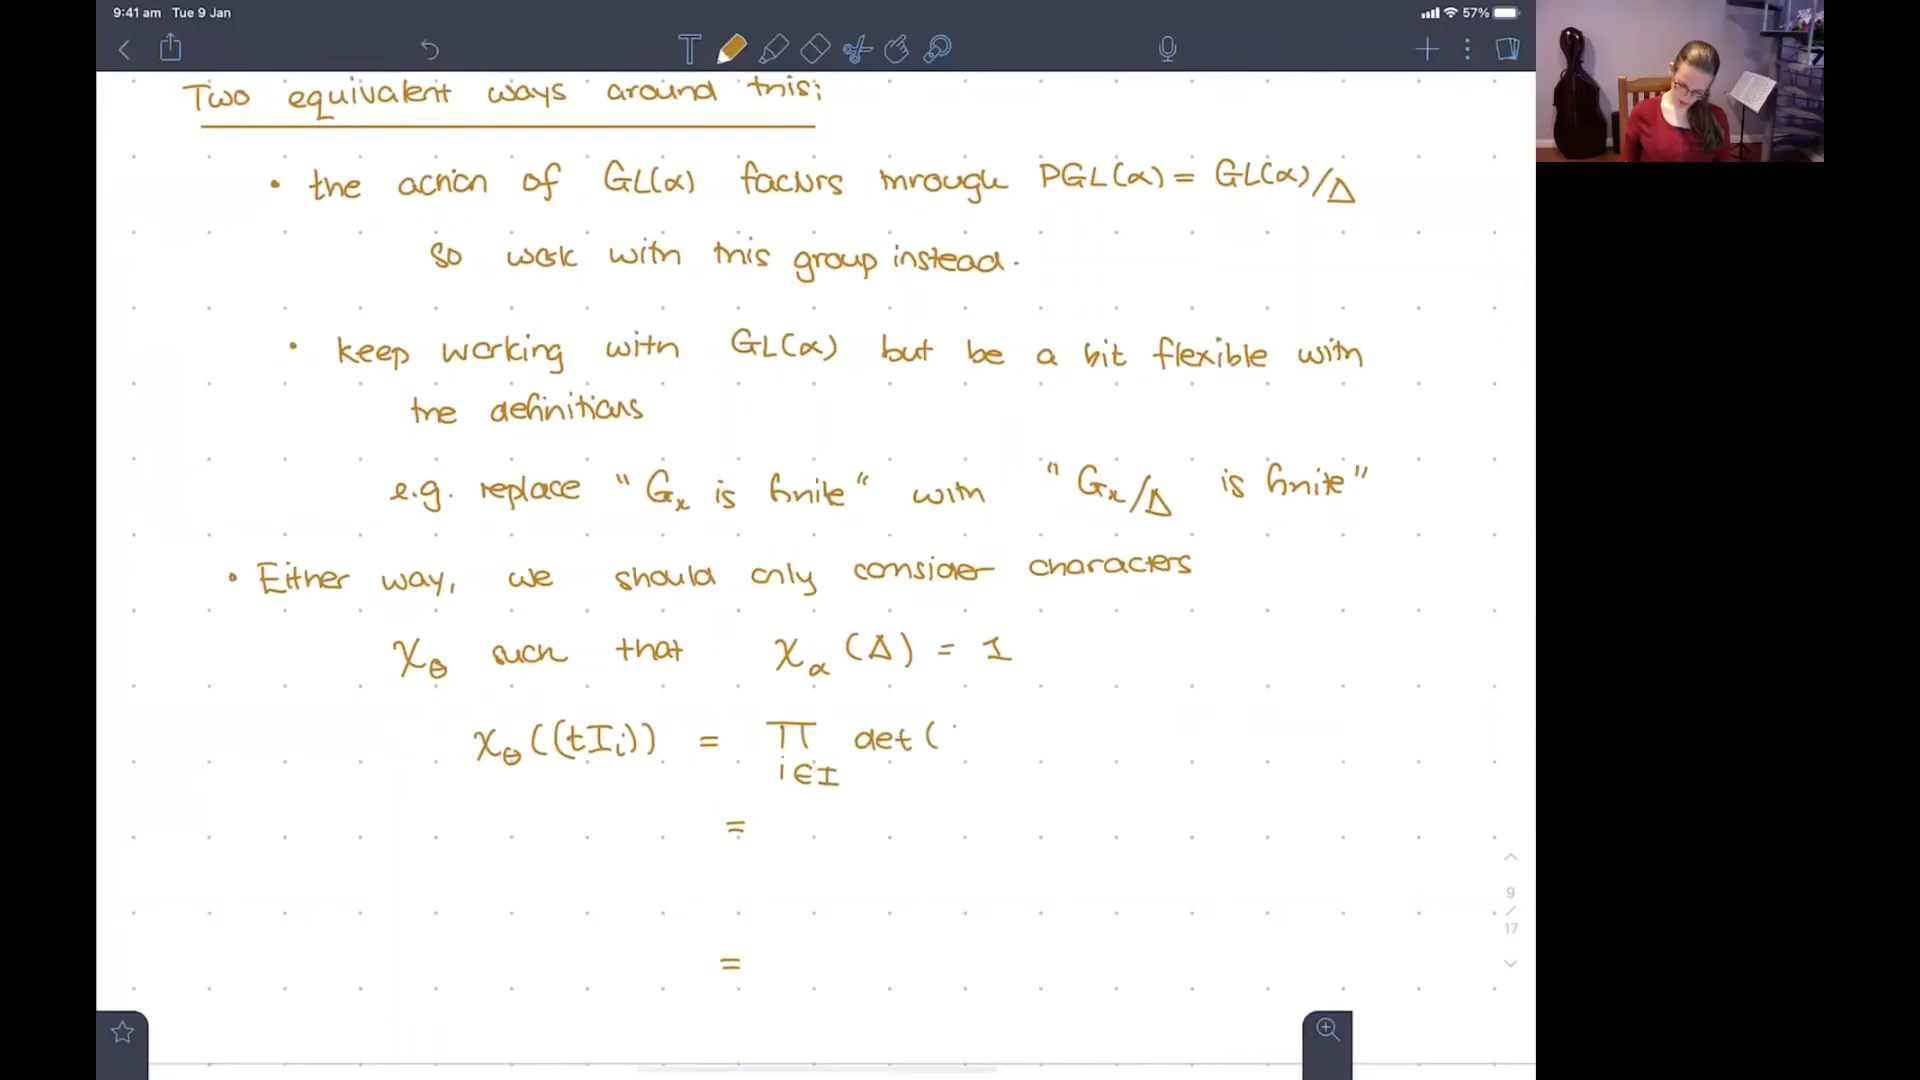 9:41 am Tue 9 Jan
57%
Two equivalent ways around this:
• the action of GL(α) factors through PGL(α) = GL(α)/Δ
so work with this group instead.
• keep working with GL(α) but be a bit flexible with
the definitions
e.g. replace "Gₓ is finite" with "Gₓ/Δ is finite"
• Either way, we should only consider characters
χ_θ such that χ_α(Δ) = 1
χ_θ((tIᵢ)) = ∏ det(
i∈I
=
=
9
/
17